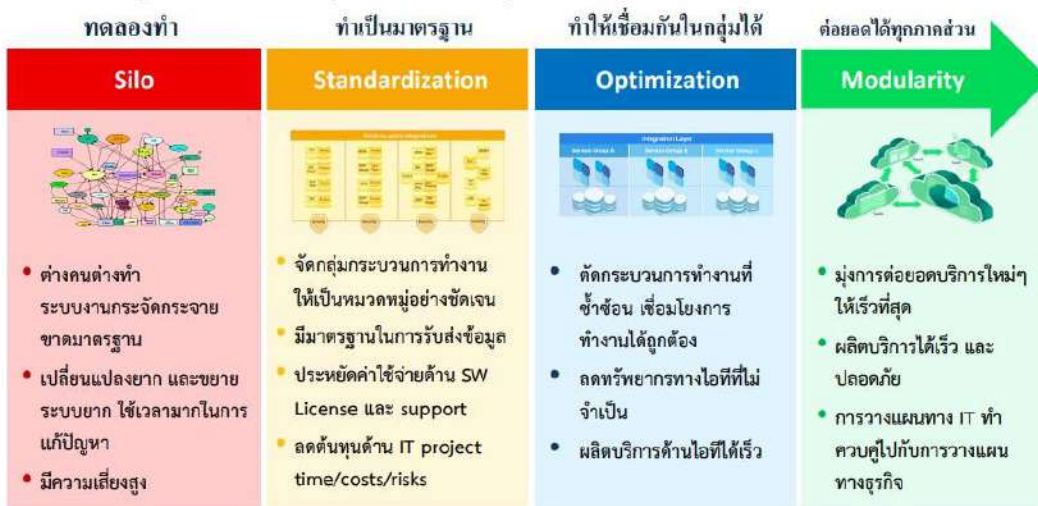 ทดลองทำ
ทำเป็นมาตรฐาน
ทำให้เชื่อมกันในกลุ่มได้
ต่อยอดได้ทุกภาคส่วน
Silo
Standardization
Optimization
Modularity
Integration Layer
• ต่างคนต่างทำ
ระบบงานกระจัดกระจาย
ขาดมาตรฐาน
• เปลี่ยนแปลงยาก และขยาย
ระบบยาก ใช้เวลามากในการ
แก้ปัญหา
• มีความเสี่ยงสูง
• จัดกลุ่มกระบวนการทำงาน
ให้เป็นหมวดหมู่อย่างชัดเจน
• มีมาตรฐานในการรับส่งข้อมูล
• ประหยัดค่าใช้จ่ายด้าน SW
License และ support
• ลดต้นทุนด้าน IT project
time/costs/risks
• ตัดกระบวนการทำงานที่
ซ้ำซ้อน เชื่อมโยงการ
ทำงานได้ถูกต้อง
• ลดทรัพยากรทางไอทีที่ไม่
จำเป็น
• ผลิตบริการด้านไอทีได้เร็ว
• มุ่งการต่อยอดบริการใหม่ๆ
ให้เร็วที่สุด
• ผลิตบริการได้เร็ว และ
ปลอดภัย
• การวางแผนทาง IT ทำ
ควบคู่ไปกับการวางแผน
ทางธุรกิจ